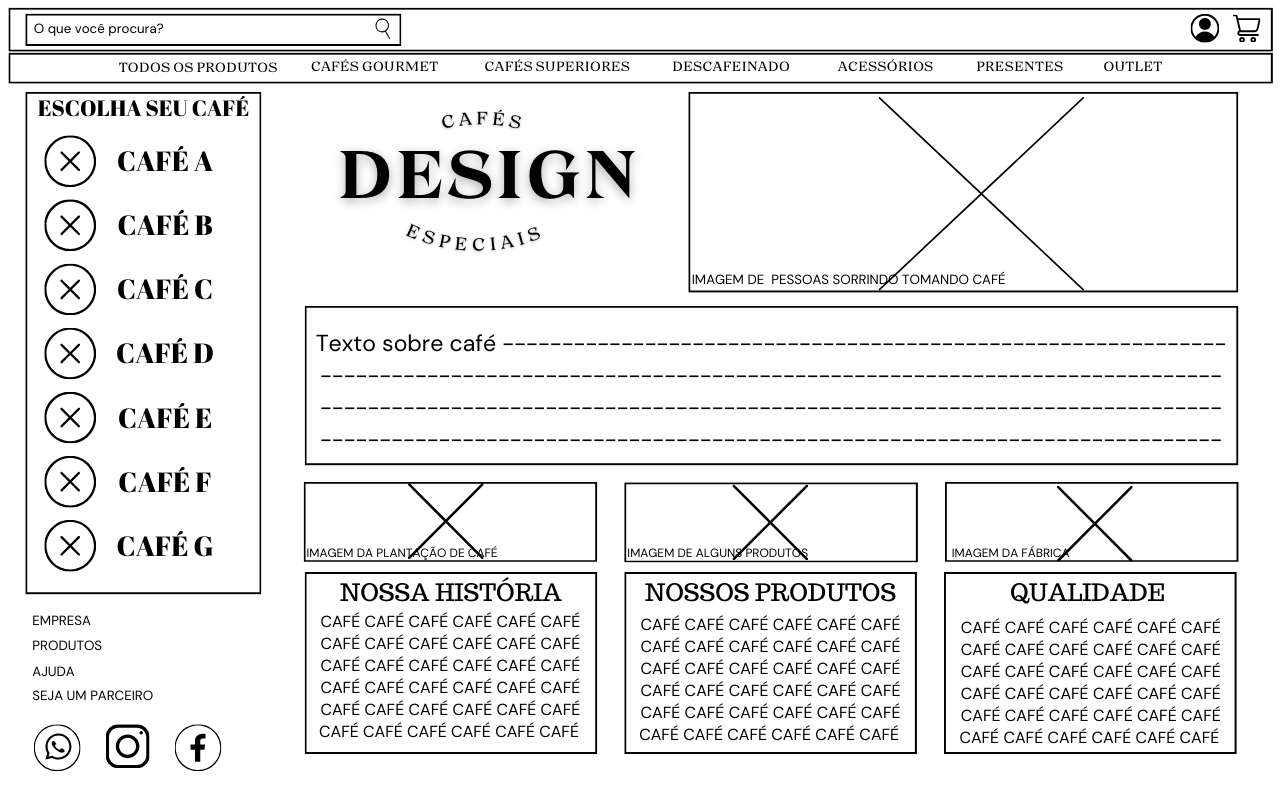 O que você procura?
TODOS OS PRODUTOS CAFÉS GOURMET CAFÉS SUPERIORES DESCAFEINADO ACESSÓRIOS PRESENTES OUTLET
ESCOLHA SEU CAFÉ
CAFÉ A
CAFÉ B
CAFÉ C
CAFÉ D
CAFÉ E
CAFÉ F
CAFÉ G
EMPRESA
PRODUTOS
AJUDA
SEJA UM PARCEIRO
CAFÉS
DESIGN
ESPECIAIS
IMAGEM DE PESSOAS SORRINDO TOMANDO CAFÉ
Texto sobre café
IMAGEM DA PLANTAÇÃO DE CAFÉ
NOSSA HISTÓRIA
CAFÉ CAFÉ CAFÉ CAFÉ CAFÉ CAFÉ
CAFÉ CAFÉ CAFÉ CAFÉ CAFÉ CAFÉ
CAFÉ CAFÉ CAFÉ CAFÉ CAFÉ CAFÉ
CAFÉ CAFÉ CAFÉ CAFÉ CAFÉ CAFÉ
CAFÉ CAFÉ CAFÉ CAFÉ CAFÉ CAFÉ
CAFÉ CAFÉ CAFÉ CAFÉ CAFÉ CAFÉ
IMAGEM DE ALGUNS PRODUTOS
NOSSOS PRODUTOS
CAFÉ CAFÉ CAFÉ CAFÉ CAFÉ CAFÉ
CAFÉ CAFÉ CAFÉ CAFÉ CAFÉ CAFÉ
CAFÉ CAFÉ CAFÉ CAFÉ CAFÉ CAFÉ
CAFÉ CAFÉ CAFÉ CAFÉ CAFÉ CAFÉ
CAFÉ CAFÉ CAFÉ CAFÉ CAFÉ CAFÉ
CAFÉ CAFÉ CAFÉ CAFÉ CAFÉ CAFÉ
IMAGEM DA FÁBRICA
QUALIDADE
CAFÉ CAFÉ CAFÉ CAFÉ CAFÉ CAFÉ
CAFÉ CAFÉ CAFÉ CAFÉ CAFÉ CAFÉ
CAFÉ CAFÉ CAFÉ CAFÉ CAFÉ CAFÉ
CAFÉ CAFÉ CAFÉ CAFÉ CAFÉ CAFÉ
CAFÉ CAFÉ CAFÉ CAFÉ CAFÉ CAFÉ
CAFÉ CAFÉ CAFÉ CAFÉ CAFÉ CAFÉ